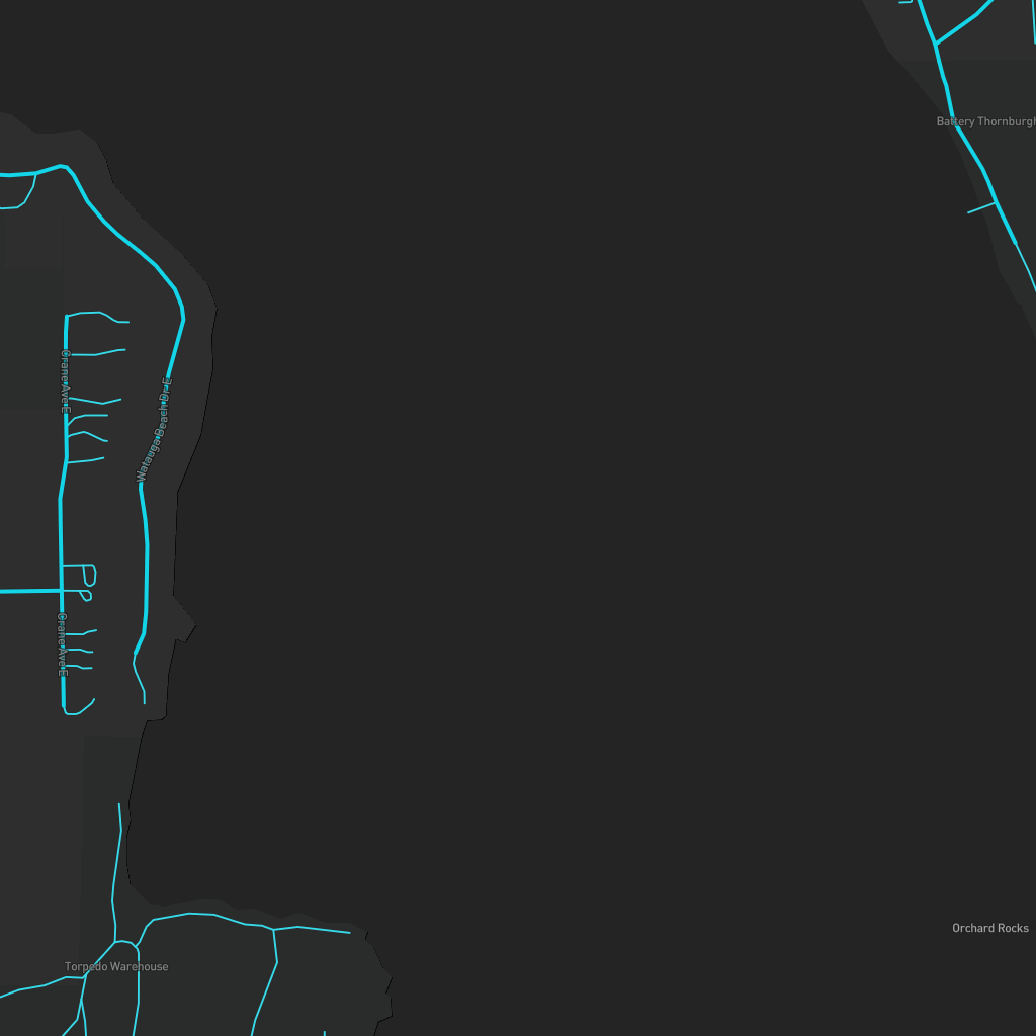 Battery Thornburgh
Crane Ave E
Watauga Beach Dr E
Crane Ave E
Orchard Rocks
Torpedo Warehouse